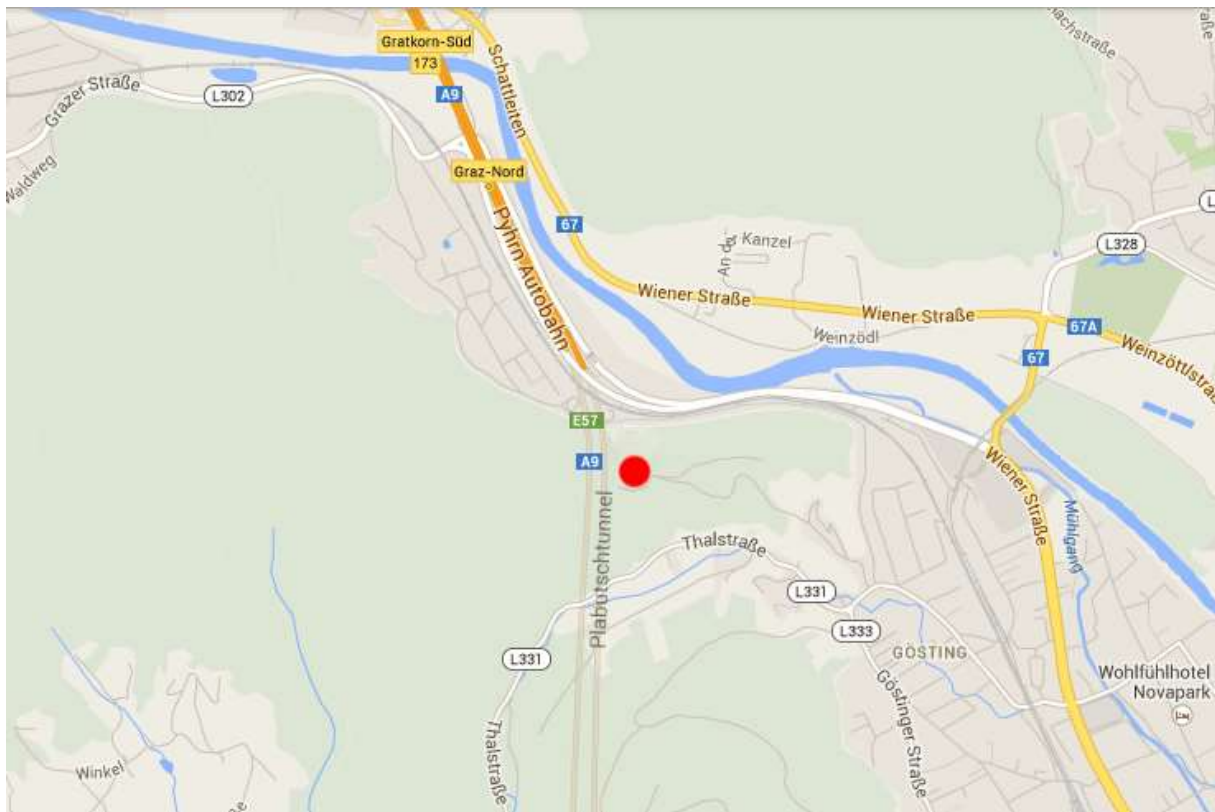 Gratkorn-Süd
173
A9
L302
Grazer Straße
Waldweg
Schattleiten
Graz-Nord
Pyhrn Autobahn
67
An der Kanzel
L328
Wiener Straße
Wiener Straße
67A
Weinzödl
67
Weinzöttlstraß
E57
A9
Plabutschtunnel
Wiener Straße
Mühlgang
Thalstraße
L331
L333
GÖSTING
L331
Göstinger Straße
Wohlfühlhotel
Novapark
Thalstraße
Winkel